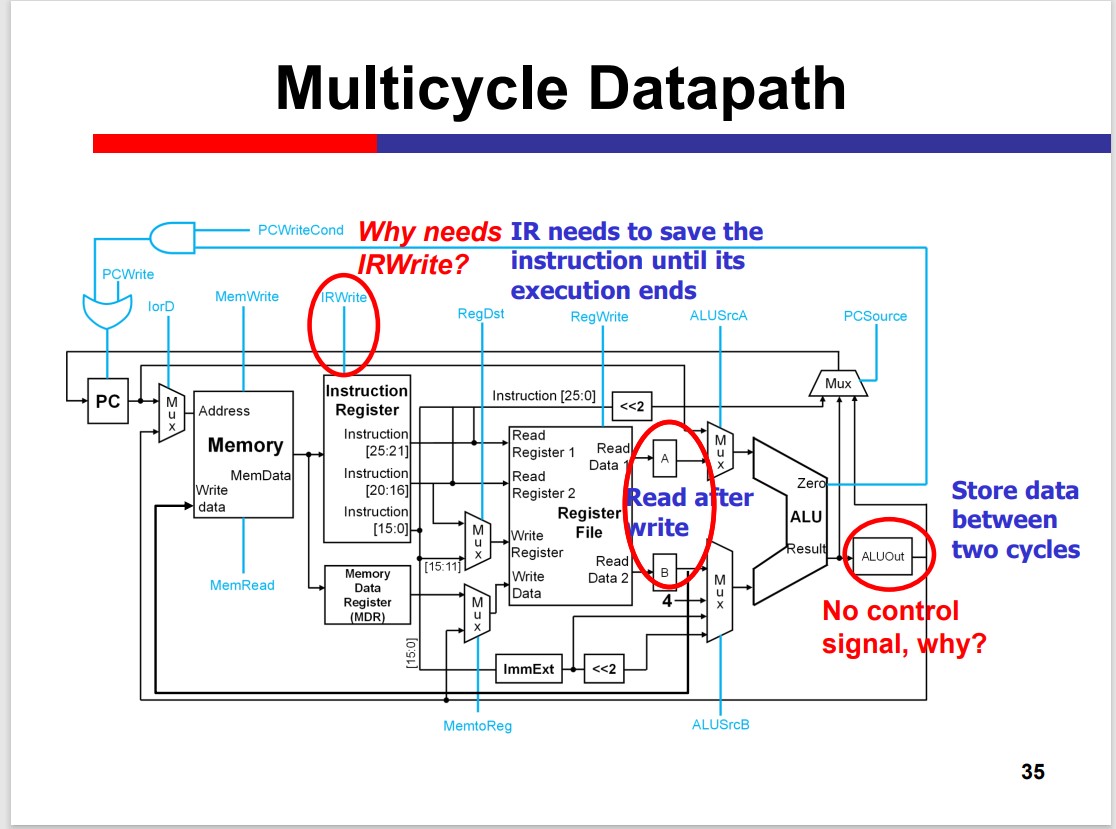 Multicycle Datapath
PCWriteCond
Why needs
IRWrite?
IR needs to save the
instruction until its
execution ends
PCWrite
IorD
MemWrite
IRWrite
RegDst
RegWrite
ALUSrcA
PCSource
PC
M
u
x
Address
Memory
MemData
Write
data
MemRead
Instruction
Register
Instruction
[25:21]
Instruction
[20:16]
Instruction
[15:0]
Memory
Data
Register
(MDR)
Instruction [25:0]
<<2
Mux
[15:11]
[15:0]
M
u
x
M
u
x
MemtoReg
Read
Register 1
Read
Register 2
Write
Register
Write
Data
Register
File
Read
Data 1
Read
Data 2
A
B
Read after
write
4
M
u
x
M
u
x
ImmExt
<<2
ALUSrcB
Zero
ALU
Result
ALUOut
Store data
between
two cycles
No control
signal, why?
35